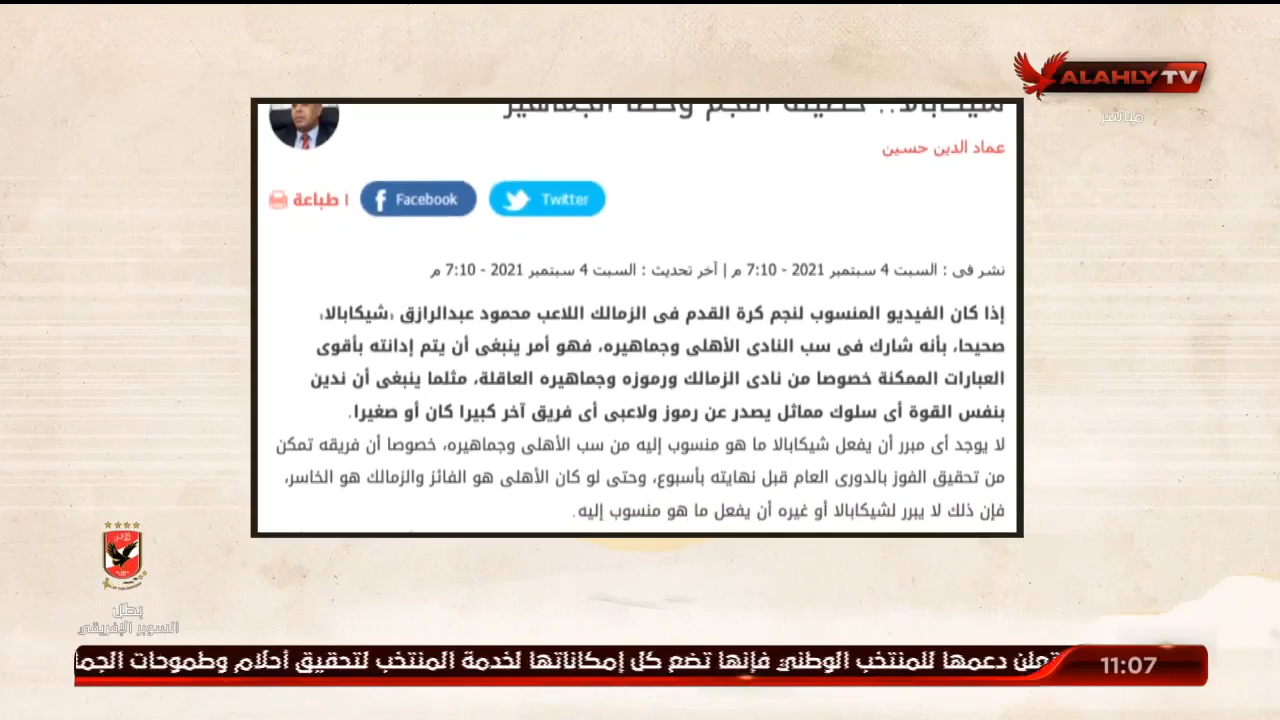 ALAHLY TV
مباشر
شيكابالا.. خطيئة النجم وخطأ الجماهير
عماد الدين حسين
Twitter
Facebook
ا طباعة
نشر فى : السبت 4 سبتمبر 2021 - 7:10 م | آخر تحديث : السبت 4 سبتمبر 2021 - 7:10 م
إذا كان الفيديو المنسوب لنجم كرة القدم فى الزمالك اللاعب محمود عبدالرازق «شيكابالا»
صحيحا، بأنه شارك فى سب النادى الأهلى وجماهيره، فهو أمر ينبغى أن يتم إدانته بأقوى
العبارات الممكنة خصوصا من نادى الزمالك ورموزه وجماهيره العاقلة، مثلما ينبغى أن ندين
بنفس القوة أى سلوك مماثل يصدر عن رموز ولاعبى أى فريق آخر كبيرا كان أو صغيرا.
لا يوجد أى مبرر أن يفعل شيكابالا ما هو منسوب إليه من سب الأهلى وجماهيره، خصوصا أن فريقه تمكن
من تحقيق الفوز بالدورى العام قبل نهايته بأسبوع، وحتى لو كان الأهلى هو الفائز والزمالك هو الخاسر،
فإن ذلك لا يبرر لشيكابالا أو غيره أن يفعل ما هو منسوب إليه.
بطل
السوبر الإفريقي
تعلن دعمها للمنتخب الوطني فإنها تضع كل إمكاناتها لخدمة المنتخب لتحقيق أحلام وطموحات الجما
11:07